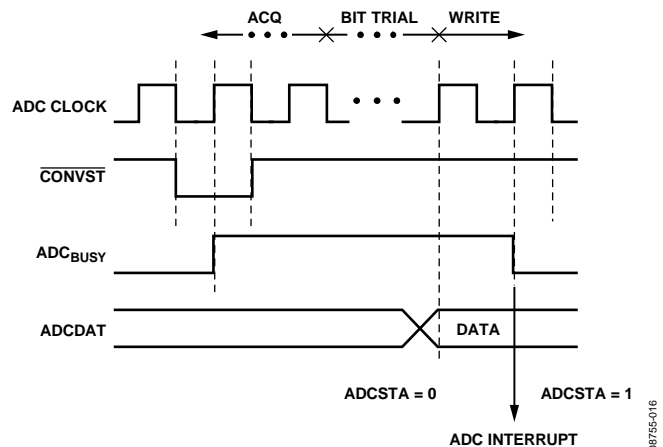 ACQ BIT TRIAL WRITE
ADC CLOCK
CONVST
ADCBUSY
ADCDAT DATA
ADCSTA = 0 ADCSTA = 1
ADC INTERRUPT
08755-016